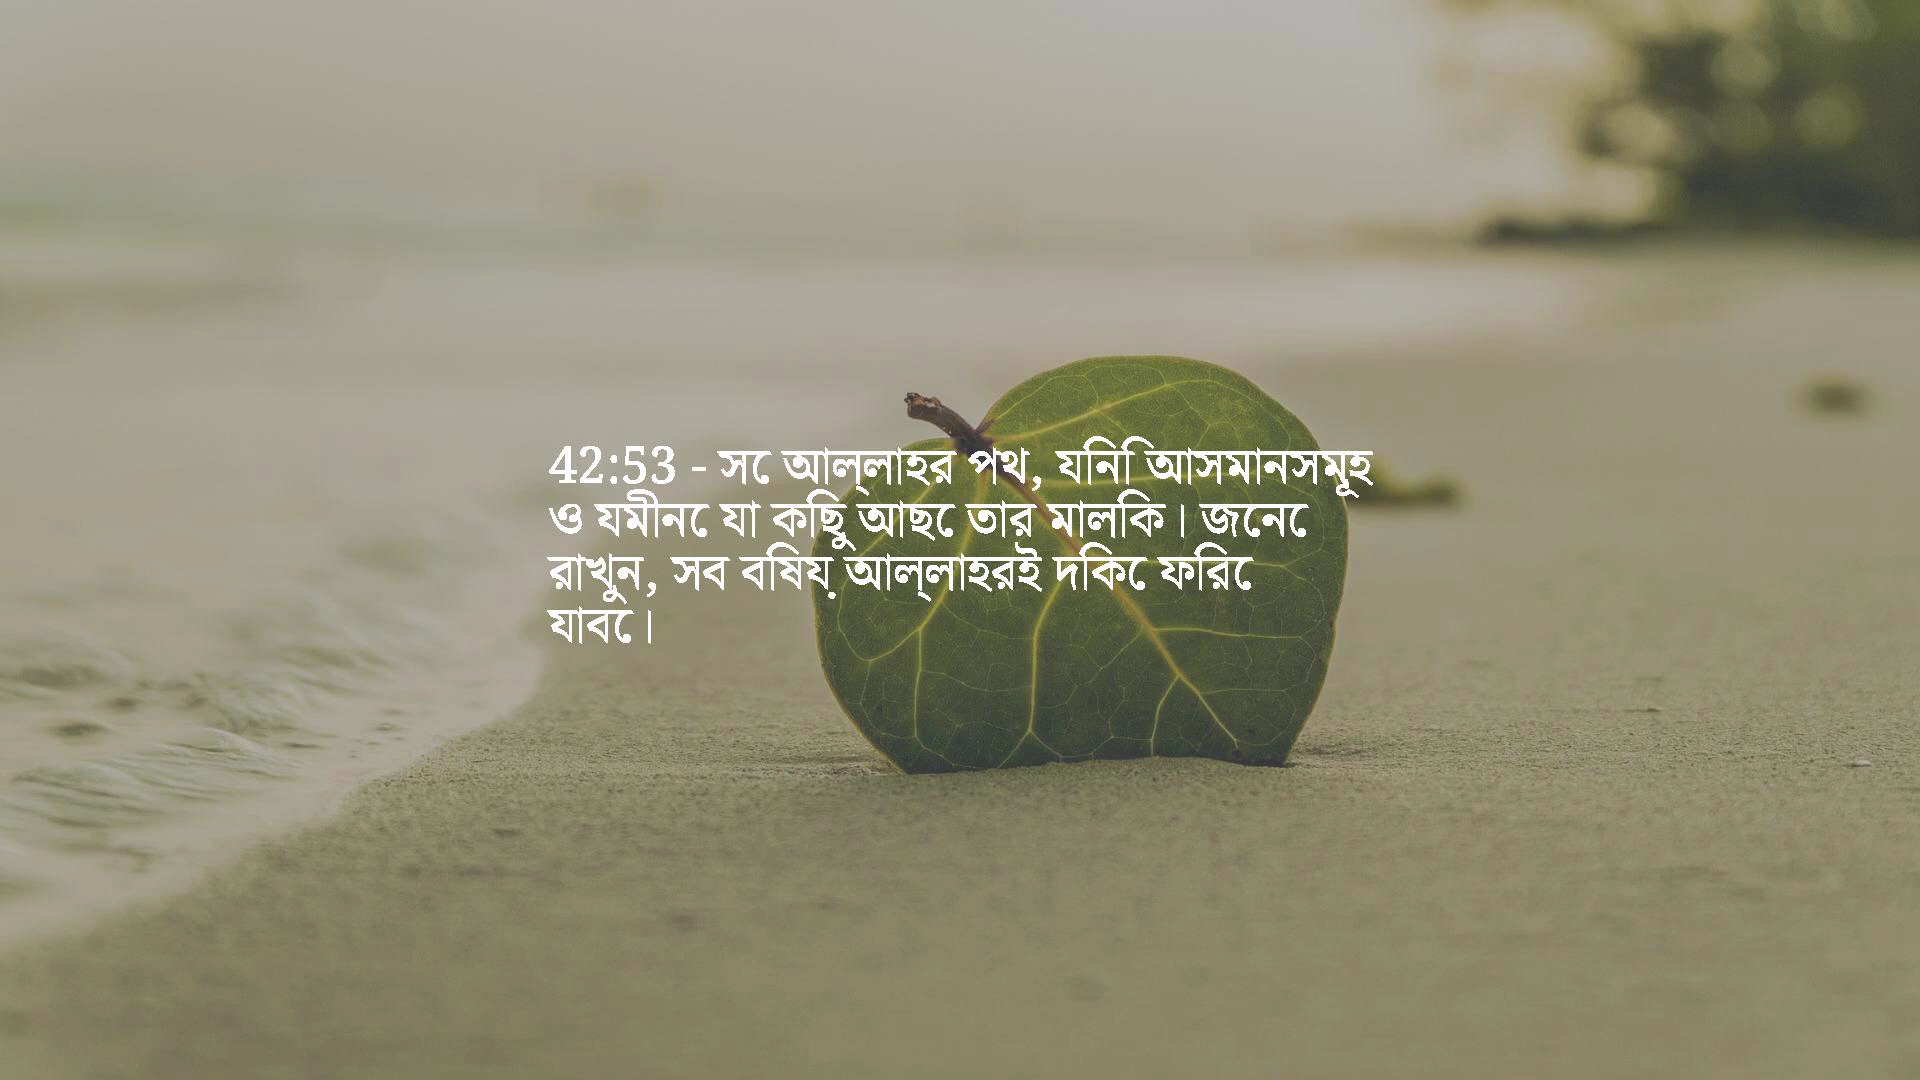 42:53 - সে আল্লাহর পথ, যিনি আসমানসমূহ
ও যমীনে যা কিছু আছে তার মালিক। জেনে
রাখুন, সব বিষয় আল্লাহরই দিকে ফিরে
যাবে।